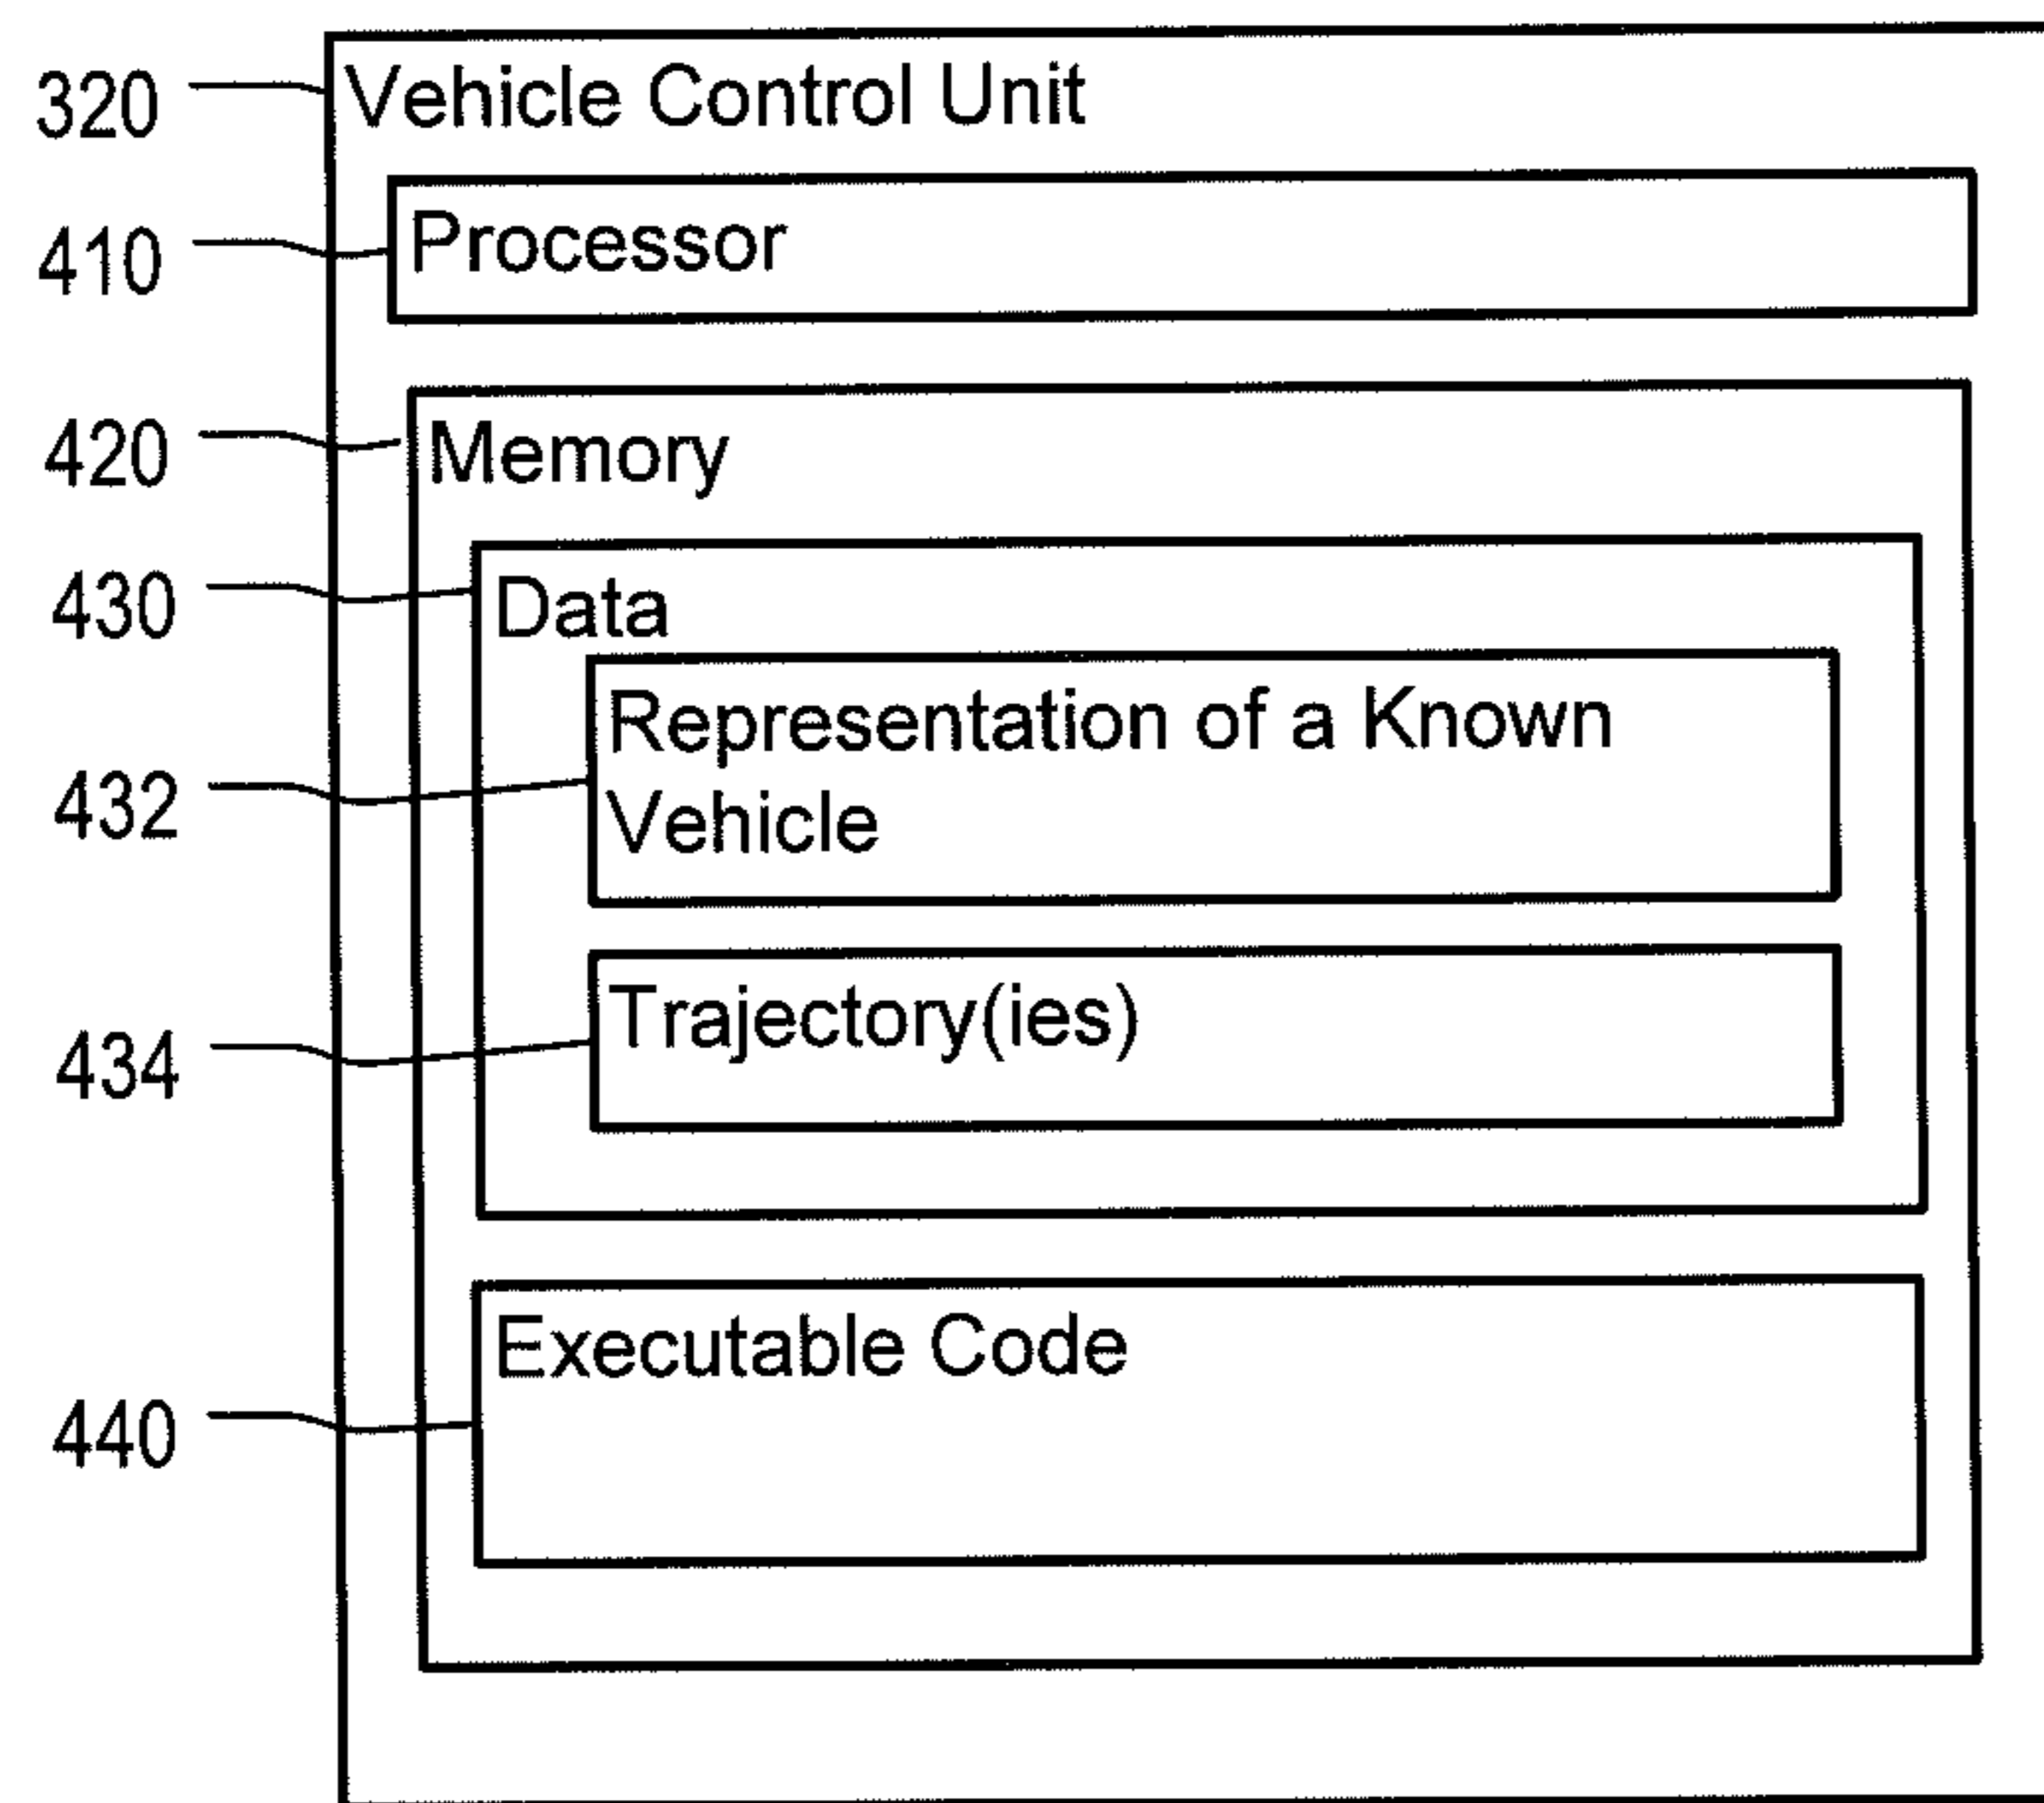 320 Vehicle Control Unit
410 Processor
420 Memory
430 Data
Representation of a Known
432 Vehicle
434 Trajectory(ies)
Executable Code
440